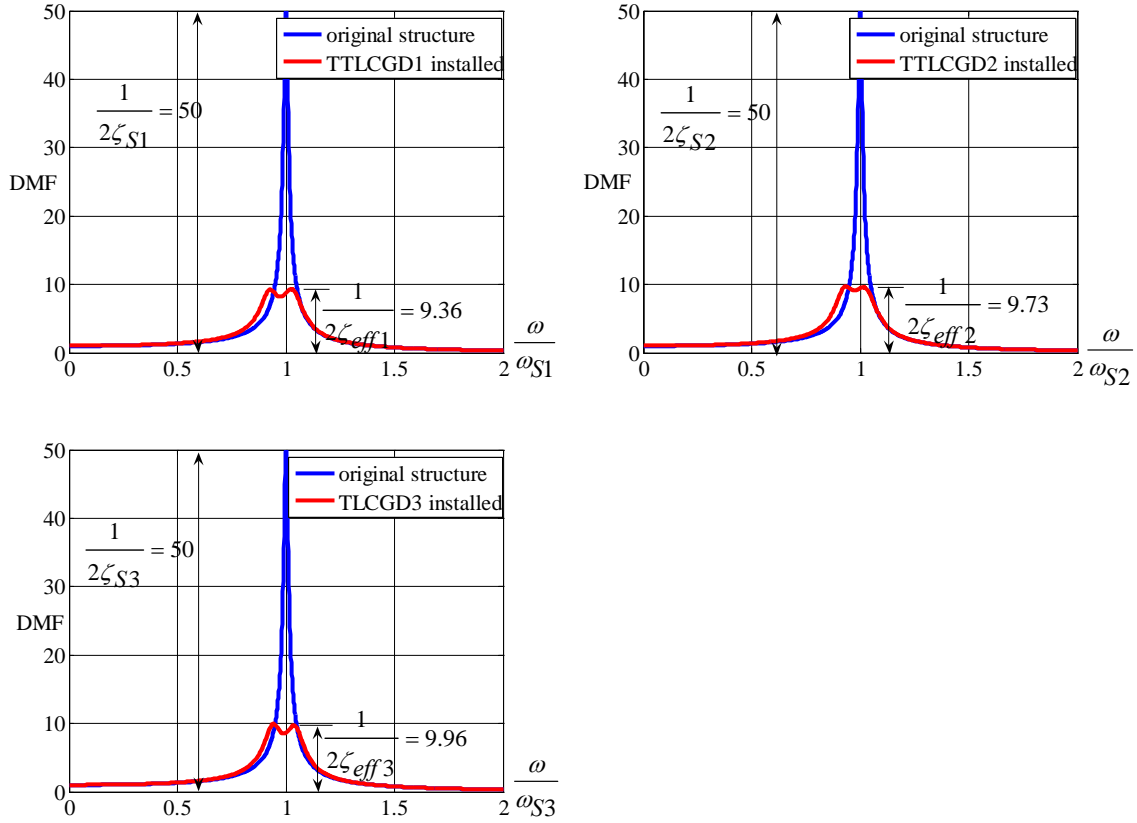 50
original structure
TTLCGD1 installed
40
1/2ζS1 = 50
30
DMF
20
10
1/2ζeff1 = 9.36
0
0 0.5 1 1.5 2
ω/ωS1
50
original structure
TTLCGD2 installed
40
1/2ζS2 = 50
30
DMF
20
10
1/2ζeff2 = 9.73
0
0 0.5 1 1.5 2
ω/ωS2
50
original structure
TLCGD3 installed
40
1/2ζS3 = 50
30
DMF
20
10
1/2ζeff3 = 9.96
0
0 0.5 1 1.5 2
ω/ωS3